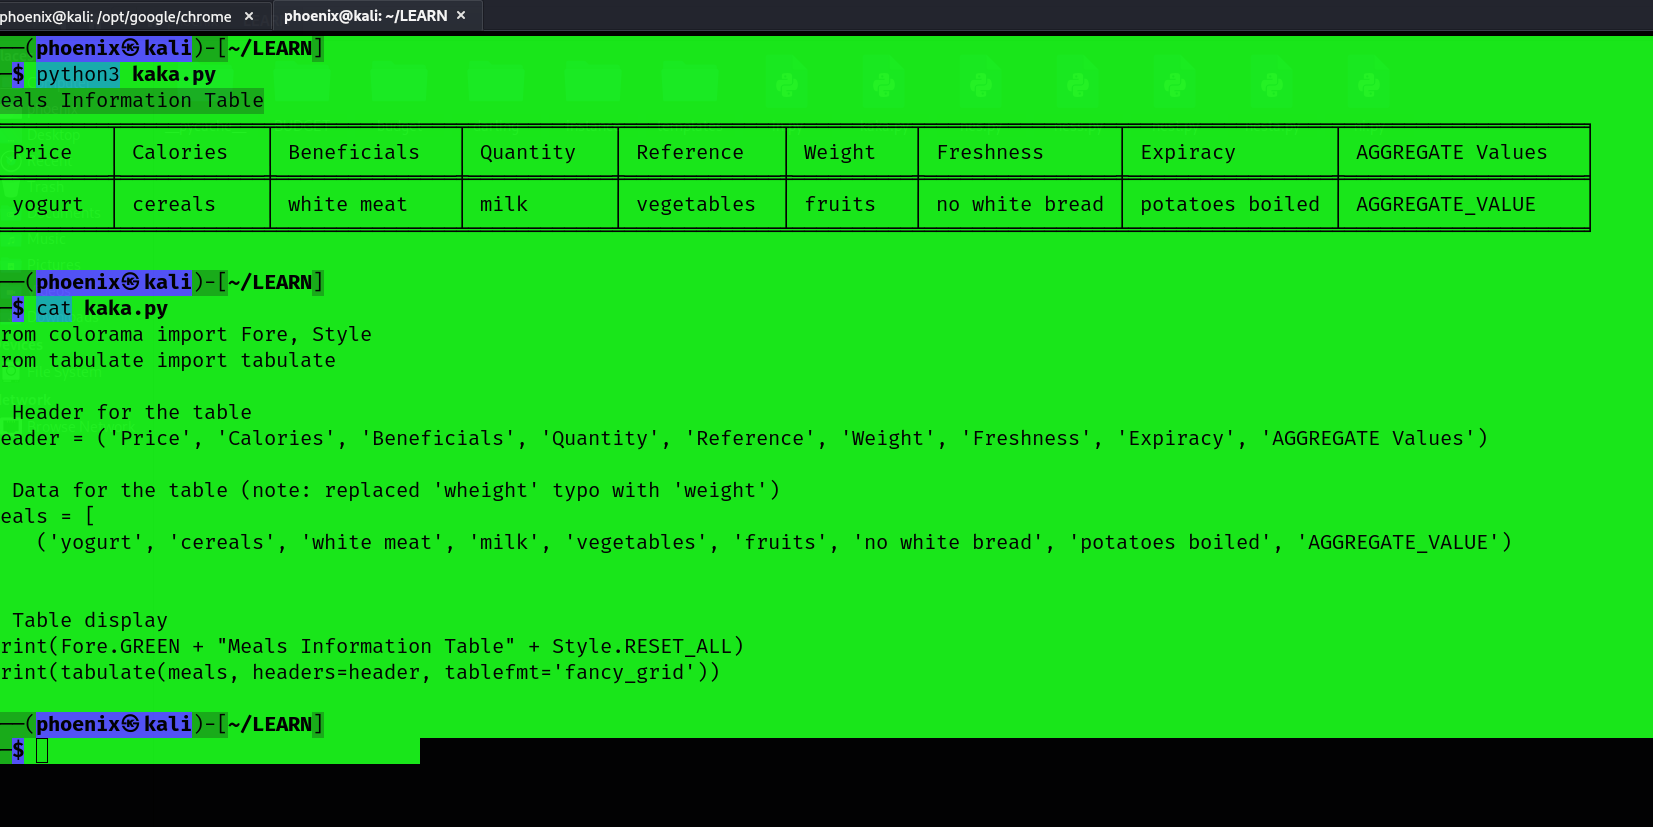 phoenix@kali: /opt/google/chrome × phoenix@kali: ~/LEARN ×
──(phoenix㉿kali)-[~/LEARN]
─$ python3 kaka.py
eals Information Table
Price Calories Beneficials Quantity Reference Weight Freshness Expiracy AGGREGATE Values
yogurt cereals white meat milk vegetables fruits no white bread potatoes boiled AGGREGATE_VALUE
──(phoenix㉿kali)-[~/LEARN]
─$ cat kaka.py
rom colorama import Fore, Style
rom tabulate import tabulate
Header for the table
eader = ('Price', 'Calories', 'Beneficials', 'Quantity', 'Reference', 'Weight', 'Freshness', 'Expiracy', 'AGGREGATE Values')
Data for the table (note: replaced 'wheight' typo with 'weight')
eals = [
('yogurt', 'cereals', 'white meat', 'milk', 'vegetables', 'fruits', 'no white bread', 'potatoes boiled', 'AGGREGATE_VALUE')
Table display
rint(Fore.GREEN + "Meals Information Table" + Style.RESET_ALL)
rint(tabulate(meals, headers=header, tablefmt='fancy_grid'))
──(phoenix㉿kali)-[~/LEARN]
─$